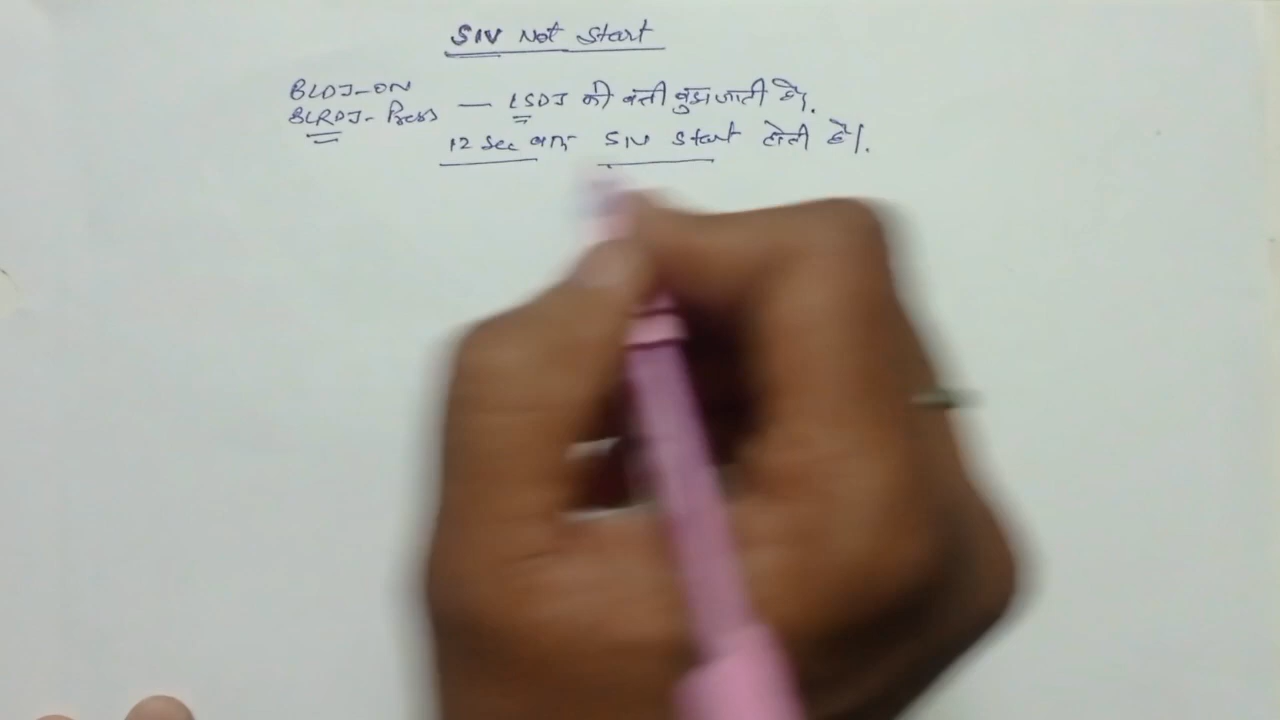 SIV Not Start
BLDJ-ON
BLRDJ- Press — LSDJ की बत्ती बुझ जाती है।
12 Sec बाद SIV Start होती है।